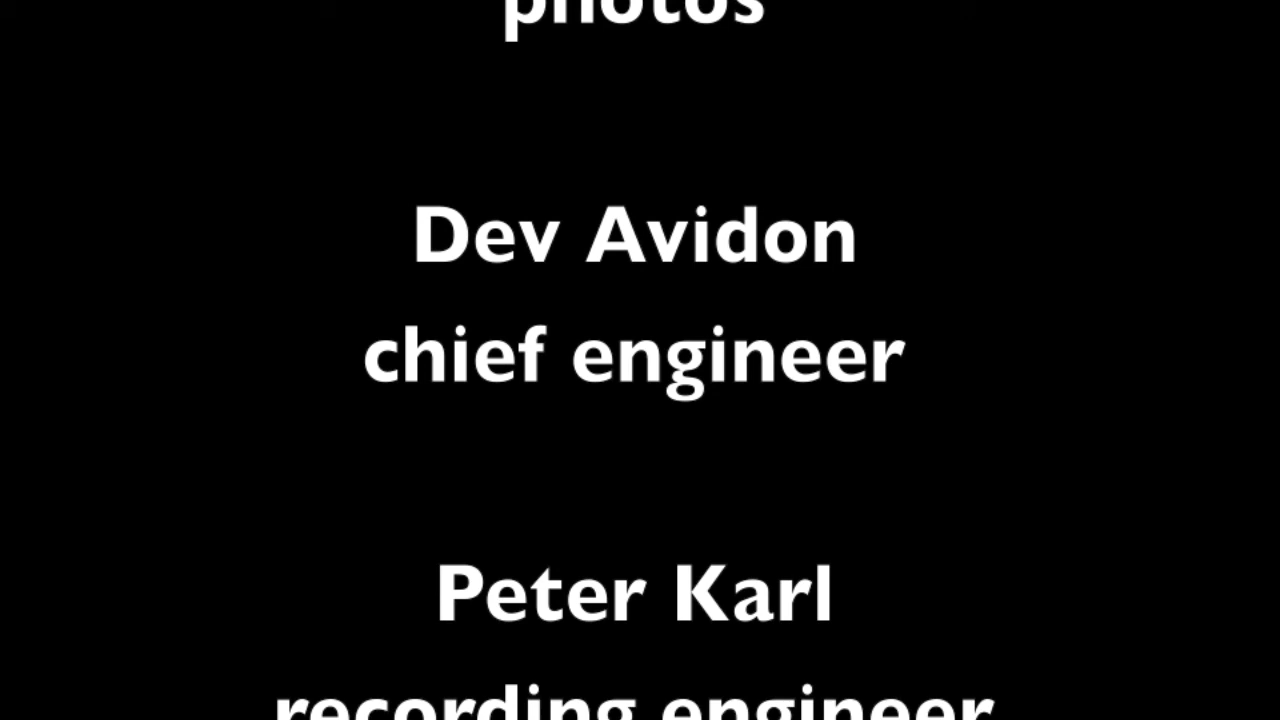 photos
Dev Avidon
chief engineer
Peter Karl
recording engineer